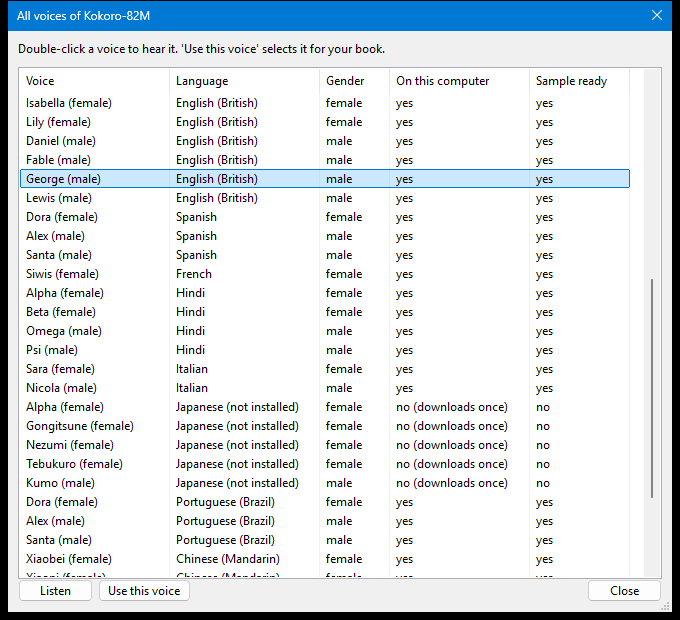 All voices of Kokoro-82M
Double-click a voice to hear it. 'Use this voice' selects it for your book.
Voice Language Gender On this computer Sample ready
Isabella (female) English (British) female yes yes
Lily (female) English (British) female yes yes
Daniel (male) English (British) male yes yes
Fable (male) English (British) male yes yes
George (male) English (British) male yes yes
Lewis (male) English (British) male yes yes
Dora (female) Spanish female yes yes
Alex (male) Spanish male yes yes
Santa (male) Spanish male yes yes
Siwis (female) French female yes yes
Alpha (female) Hindi female yes yes
Beta (female) Hindi female yes yes
Omega (male) Hindi male yes yes
Psi (male) Hindi male yes yes
Sara (female) Italian female yes yes
Nicola (male) Italian male yes yes
Alpha (female) Japanese (not installed) female no (downloads once) no
Gongitsune (female) Japanese (not installed) female no (downloads once) no
Nezumi (female) Japanese (not installed) female no (downloads once) no
Tebukuro (female) Japanese (not installed) female no (downloads once) no
Kumo (male) Japanese (not installed) male no (downloads once) no
Dora (female) Portuguese (Brazil) female yes yes
Alex (male) Portuguese (Brazil) male yes yes
Santa (male) Portuguese (Brazil) male yes yes
Xiaobei (female) Chinese (Mandarin) female yes yes
Listen Use this voice Close